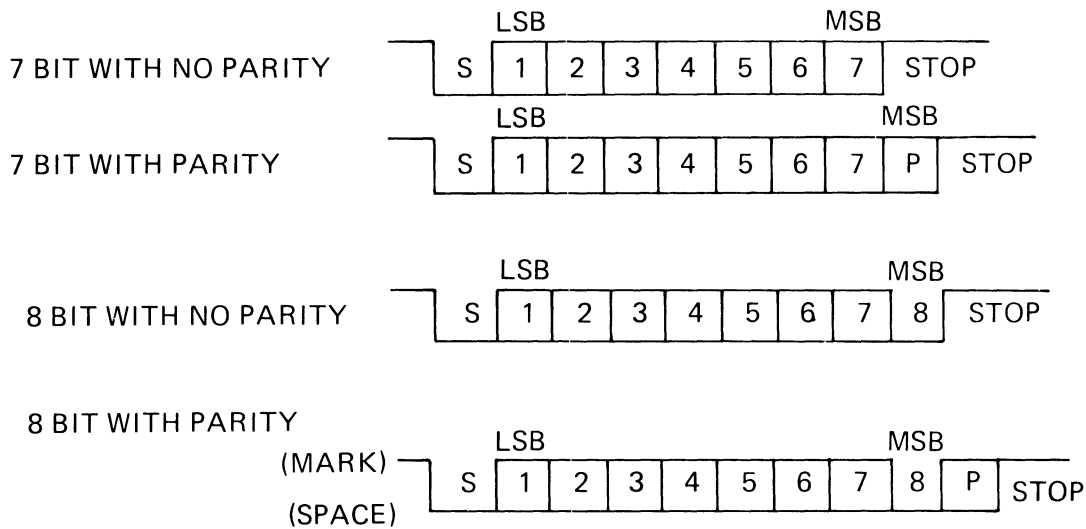 LSB MSB
7 BIT WITH NO PARITY S 1 2 3 4 5 6 7 STOP
LSB MSB
7 BIT WITH PARITY S 1 2 3 4 5 6 7 P STOP
LSB MSB
8 BIT WITH NO PARITY S 1 2 3 4 5 6 7 8 STOP
8 BIT WITH PARITY
LSB MSB
(MARK)
S 1 2 3 4 5 6 7 8 P STOP
(SPACE)